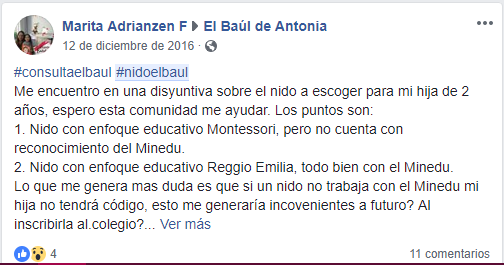 Marita Adrianzen F ▸ El Baúl de Antonia
12 de diciembre de 2016 ·
#consultaelbaul #nidoelbaul
Me encuentro en una disyuntiva sobre el nido a escoger para mi hija de 2
años, espero esta comunidad me ayudar. Los puntos son:
1. Nido con enfoque educativo Montessori, pero no cuenta con
reconocimiento del Minedu.
2. Nido con enfoque educativo Reggio Emilia, todo bien con el Minedu.
Lo que me genera mas duda es que si un nido no trabaja con el Minedu mi
hija no tendrá código, esto me generaría incovenientes a futuro? Al
inscribirla al.colegio?... Ver más
4 11 comentarios